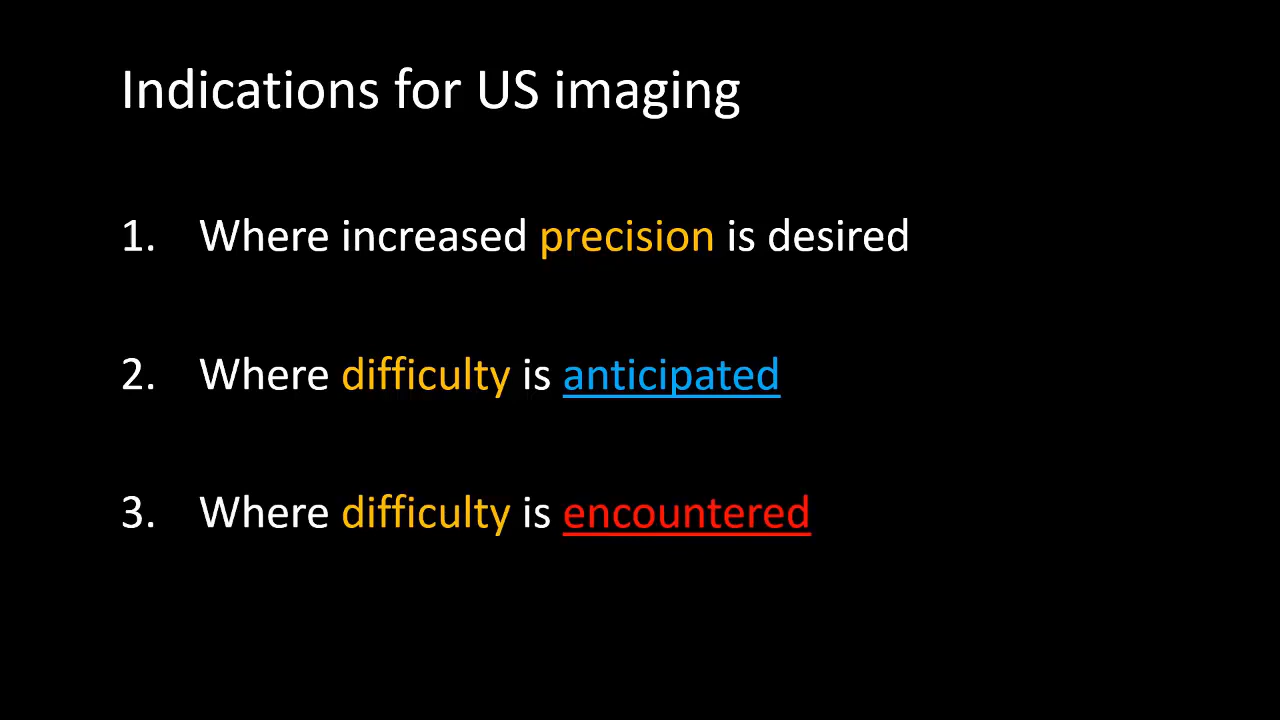 Indications for US imaging
1. Where increased precision is desired
2. Where difficulty is anticipated
3. Where difficulty is encountered